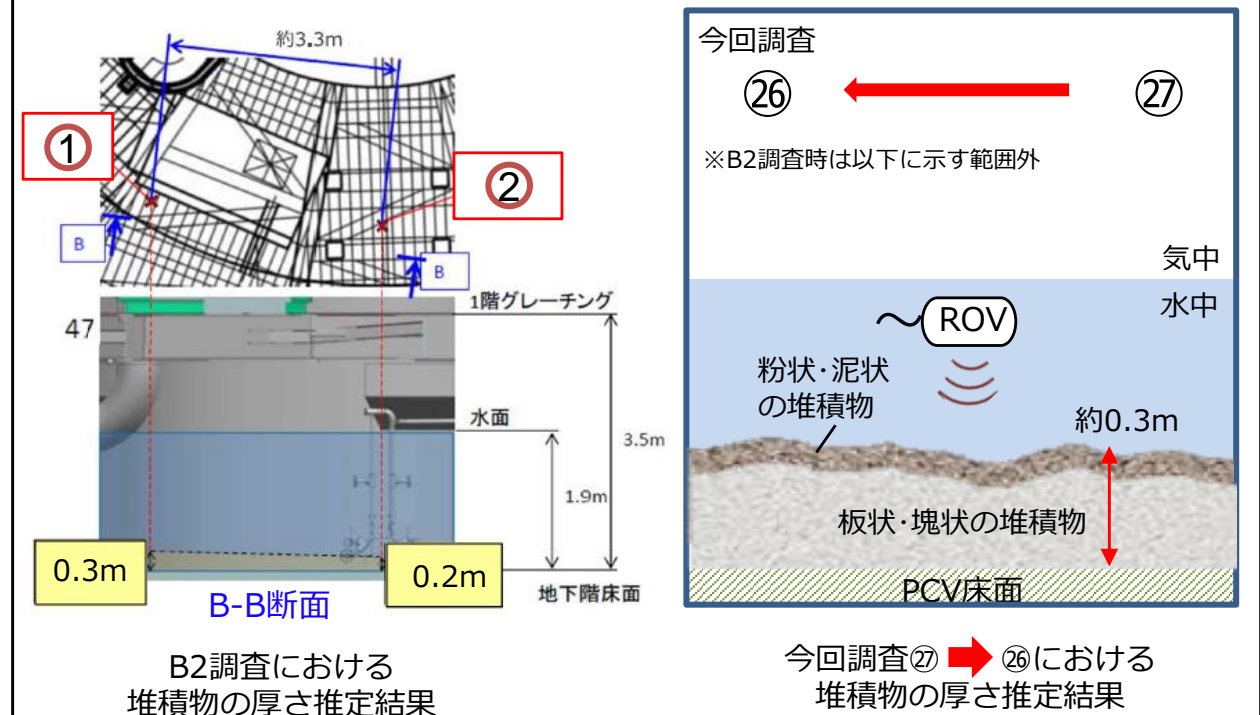 約3.3m
①
②
B
B
1階グレーチング
47
水面
3.5m
1.9m
0.3m
0.2m
地下階床面
B-B断面
B2調査における
堆積物の厚さ推定結果
今回調査
㉖
㉗
※B2調査時は以下に示す範囲外
気中
水中
ROV
粉状・泥状
の堆積物
約0.3m
板状・塊状の堆積物
PCV床面
今回調査㉗ ➡ ㉖における
堆積物の厚さ推定結果